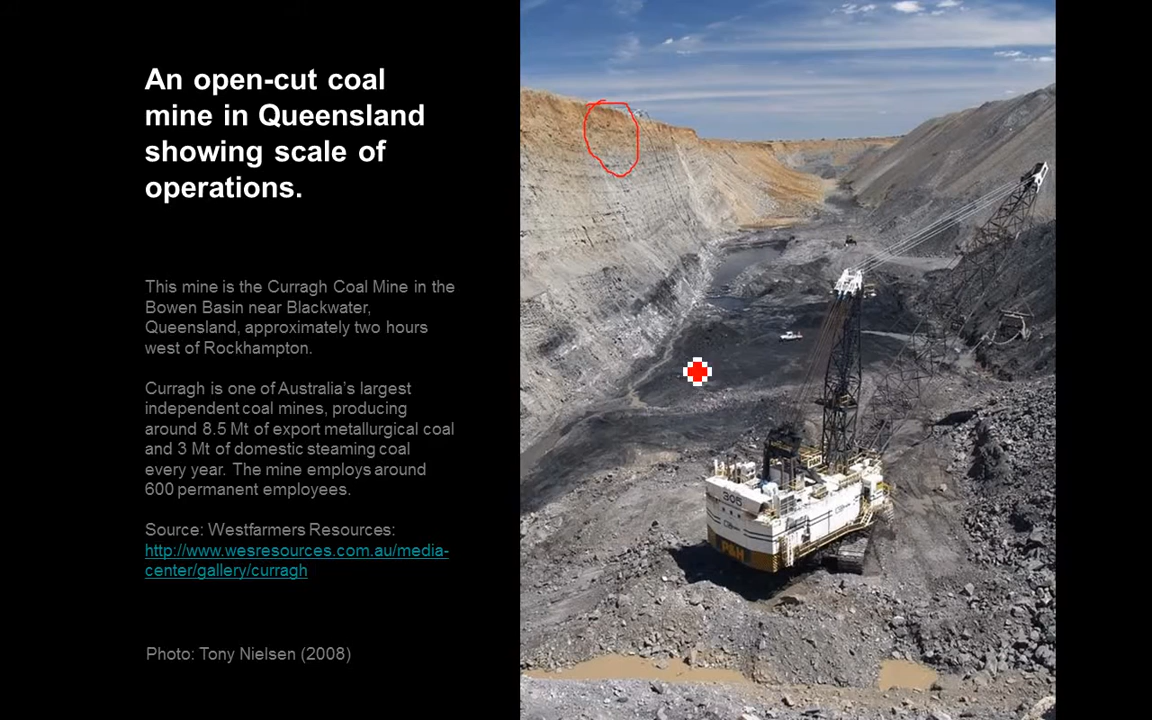 An open-cut coal
mine in Queensland
showing scale of
operations.
This mine is the Curragh Coal Mine in the
Bowen Basin near Blackwater,
Queensland, approximately two hours
west of Rockhampton.
Curragh is one of Australia’s largest
independent coal mines, producing
around 8.5 Mt of export metallurgical coal
and 3 Mt of domestic steaming coal
every year. The mine employs around
600 permanent employees.
Source: Westfarmers Resources:
http://www.wesresources.com.au/media-
center/gallery/curragh
Photo: Tony Nielsen (2008)
305
P&H